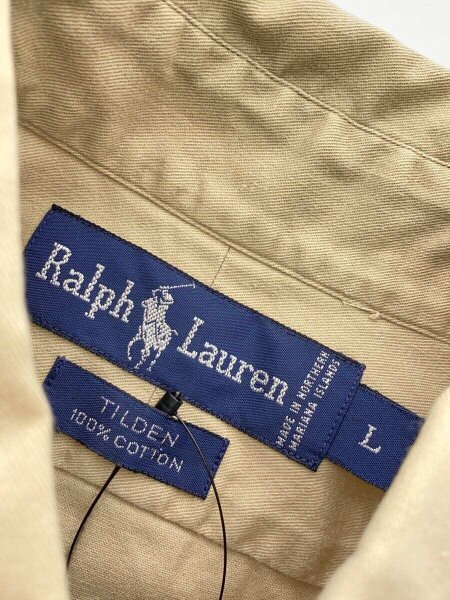 Ralph Lauren
MADE IN NORTHERN
MARIANA ISLANDS
L
TILDEN
100% COTTON